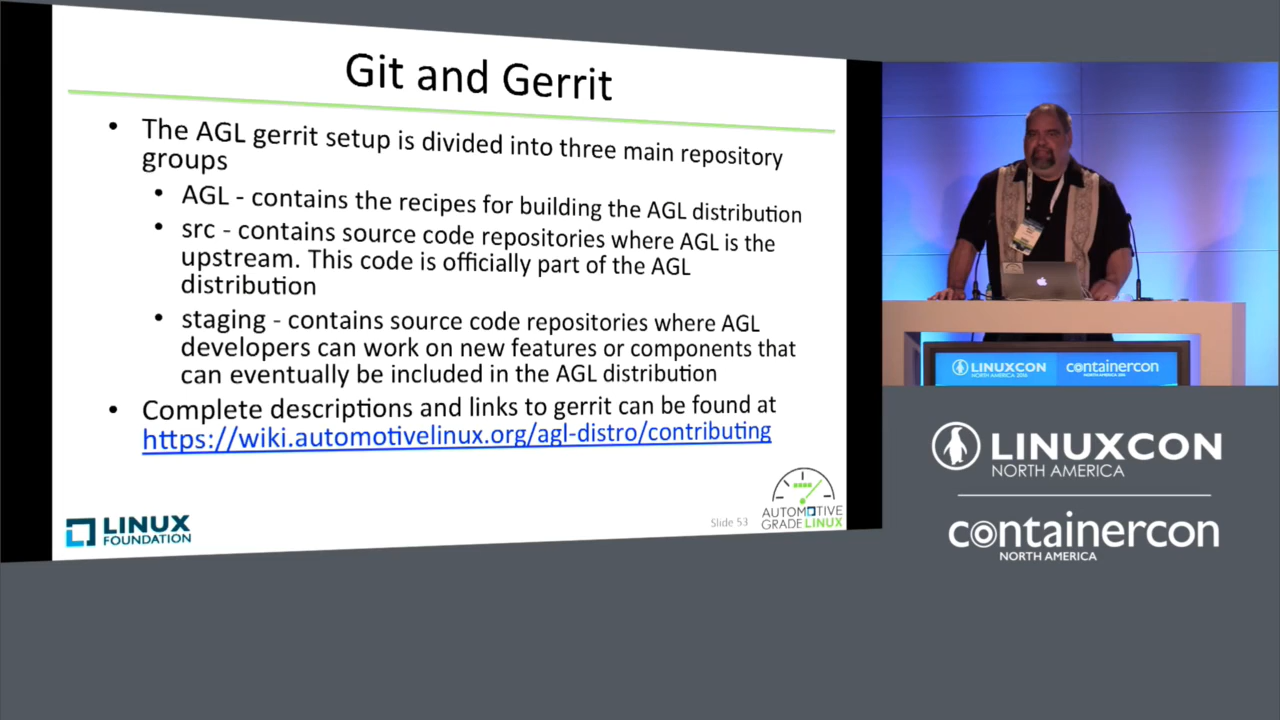 Git and Gerrit
• The AGL gerrit setup is divided into three main repository
groups
• AGL - contains the recipes for building the AGL distribution
• src - contains source code repositories where AGL is the
upstream. This code is officially part of the AGL
distribution
• staging - contains source code repositories where AGL
developers can work on new features or components that
can eventually be included in the AGL distribution
• Complete descriptions and links to gerrit can be found at
https://wiki.automotivelinux.org/agl-distro/contributing
LINUX
FOUNDATION
Slide 53
AUTOMOTIVE
GRADE LINUX
LINUXCON
NORTH AMERICA 2016
containercon
NORTH AMERICA
LINUXCON
NORTH AMERICA
containercon
NORTH AMERICA